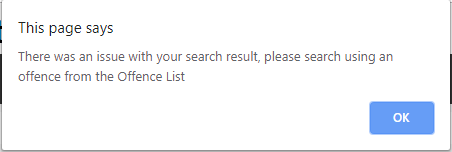 This page says
There was an issue with your search result, please search using an
offence from the Offence List
OK